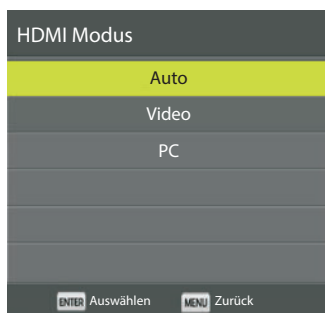 HDMI Modus
Auto
Video
PC
ENTER Auswählen MENU Zurück